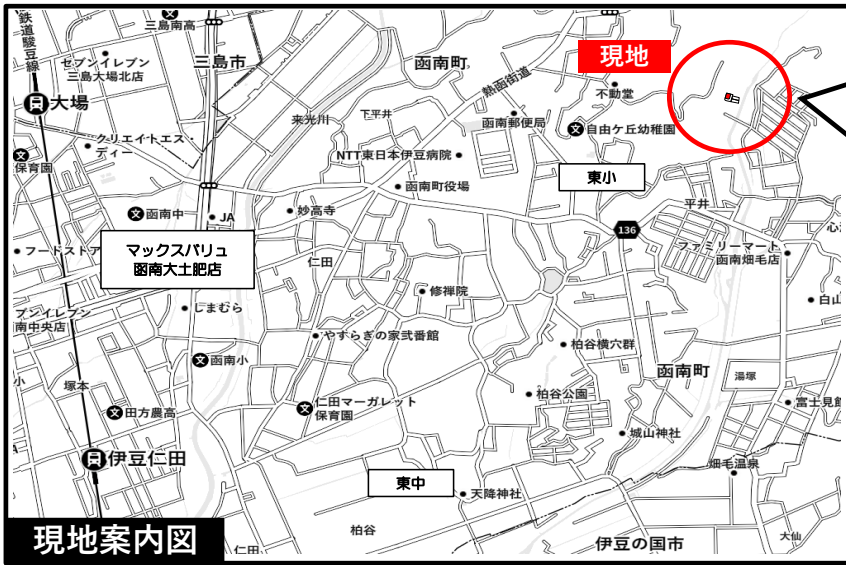 鉄道駿豆線
三島南高
セブンイレブン
三島大場北店
三島市
函南町
熱函街道
現地
不動堂
大場
来光川
下平井
函南郵便局
自由ケ丘幼稚園
クリエイトエス・
ディー
保育園
NTT東日本伊豆病院
東小
函南町役場
函南中
JA
妙高寺
平井
136
マックスバリュ
函南大土肥店
フードストア
仁田
ファミリーマート
函南畑毛店
修禅院
白山
ブンイレブン
南中央店
しまむら
やすらぎの家弐番館
柏谷横穴群
函南小
函南町
湯塚
小
塚本
柏谷公園
田方農高
仁田マーガレット
保育園
富士見館
城山神社
伊豆仁田
畑毛温泉
東中
天降神社
現地案内図
柏谷
大仙
伊豆の国市
仁田